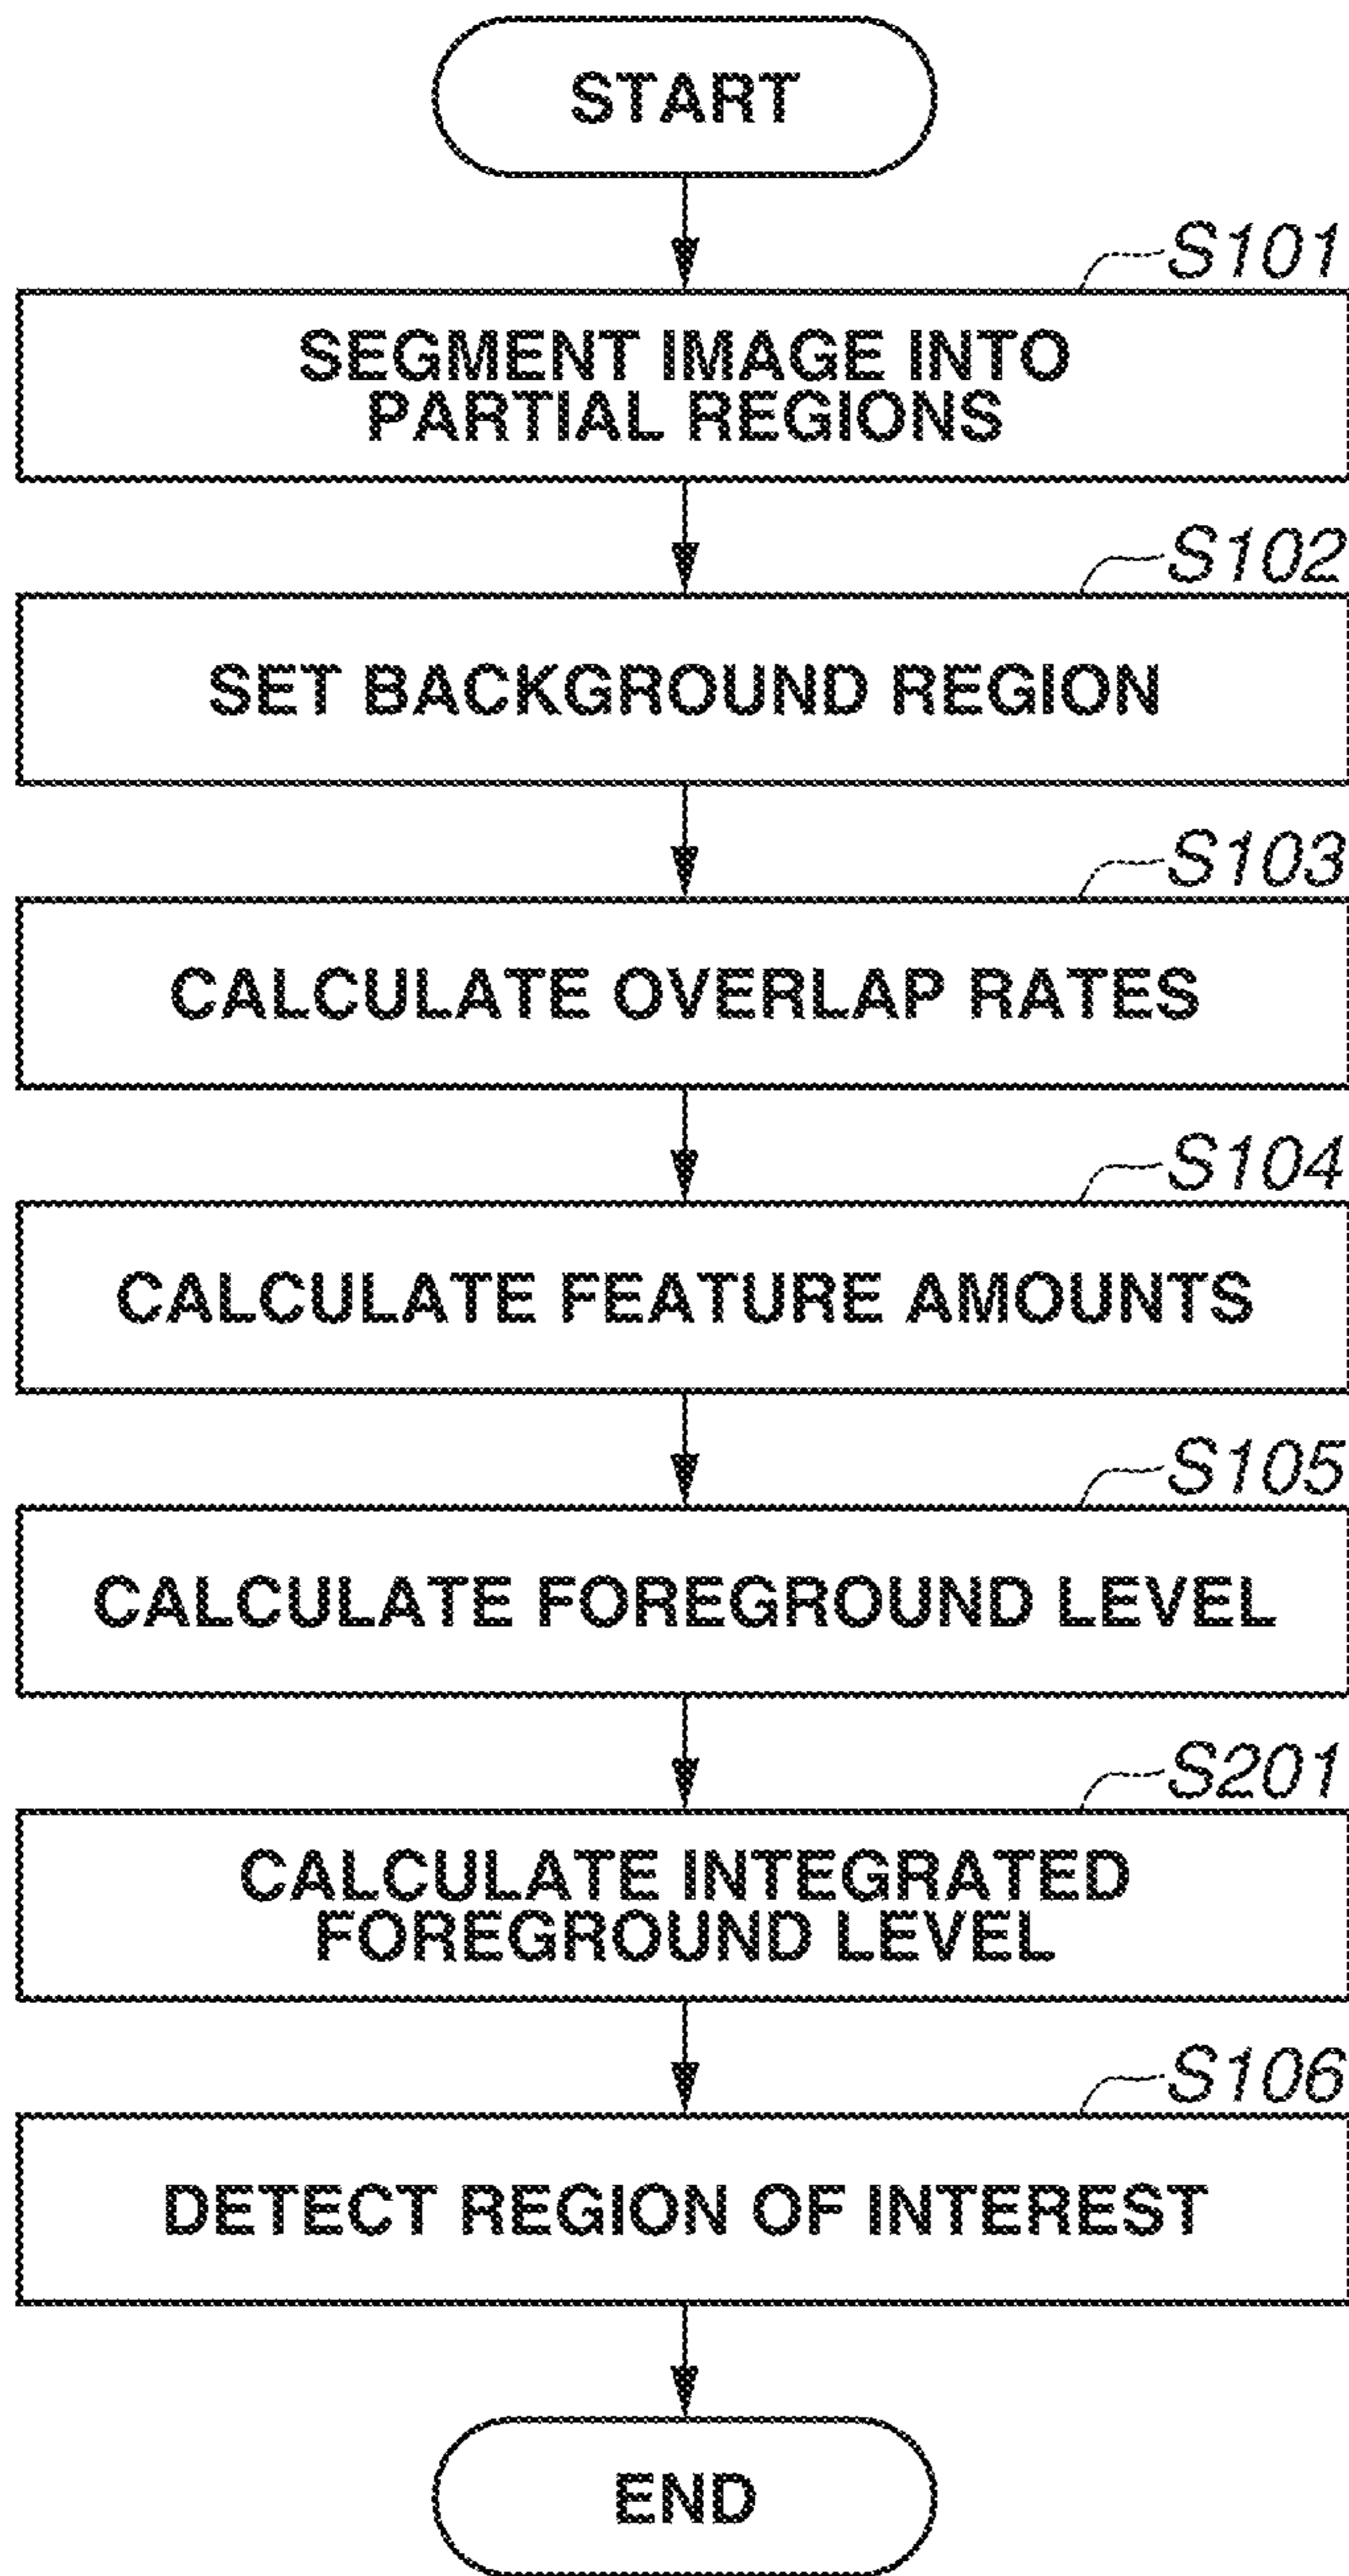 START
S101
SEGMENT IMAGE INTO
PARTIAL REGIONS
S102
SET BACKGROUND REGION
S103
CALCULATE OVERLAP RATES
S104
CALCULATE FEATURE AMOUNTS
S105
CALCULATE FOREGROUND LEVEL
S201
CALCULATE INTEGRATED
FOREGROUND LEVEL
S106
DETECT REGION OF INTEREST
END